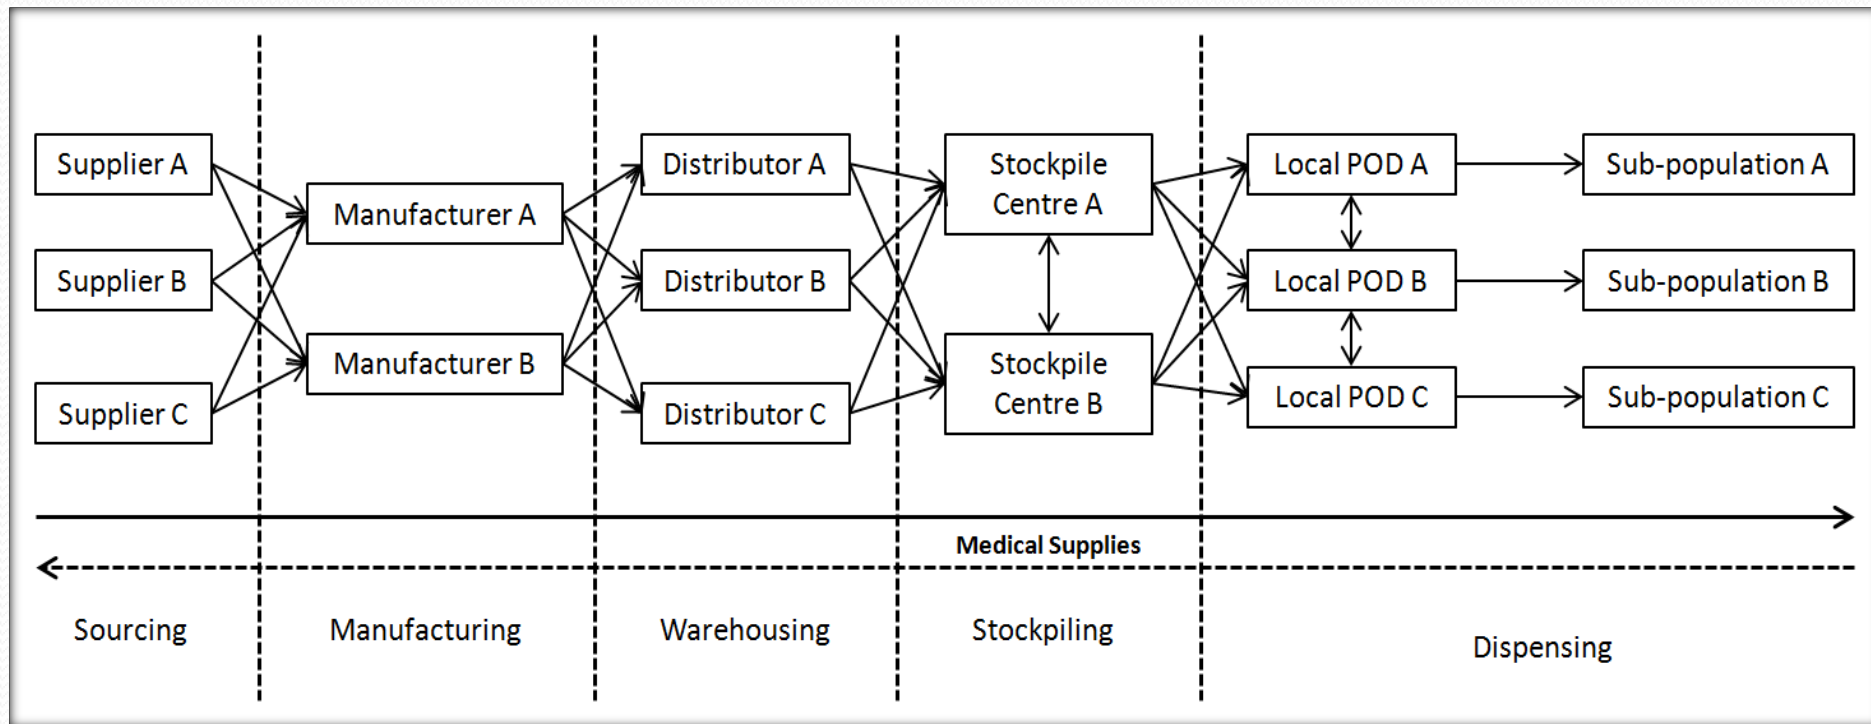 Supplier A
Supplier B
Supplier C
Manufacturer A
Manufacturer B
Distributor A
Distributor B
Distributor C
Stockpile
Centre A
Stockpile
Centre B
Local POD A
Local POD B
Local POD C
Sub-population A
Sub-population B
Sub-population C
Medical Supplies
Sourcing
Manufacturing
Warehousing
Stockpiling
Dispensing